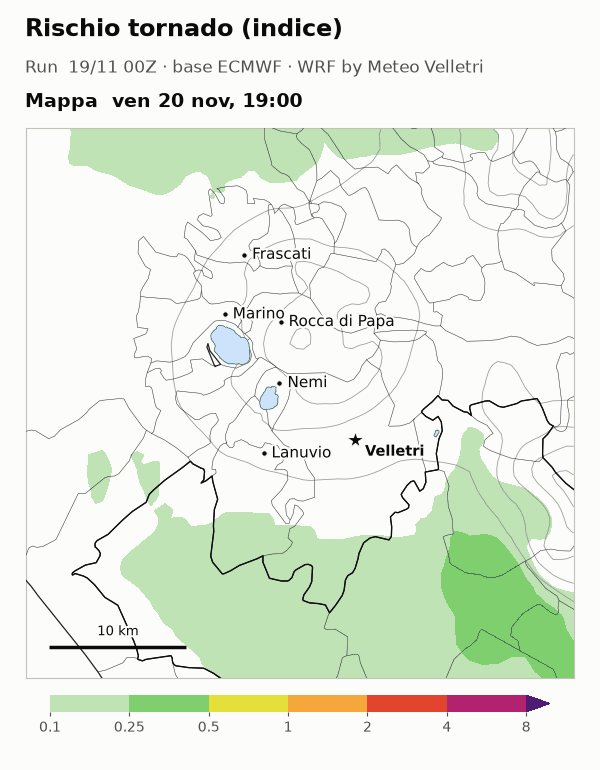 Rischio tornado (indice)
Run  19/11 00Z · base ECMWF · WRF by Meteo Velletri
Mappa  ven 20 nov, 19:00
Frascati
Marino
Rocca di Papa
Nemi
Velletri
Lanuvio
10 km
0.1 0.25 0.5 1 2 4 8